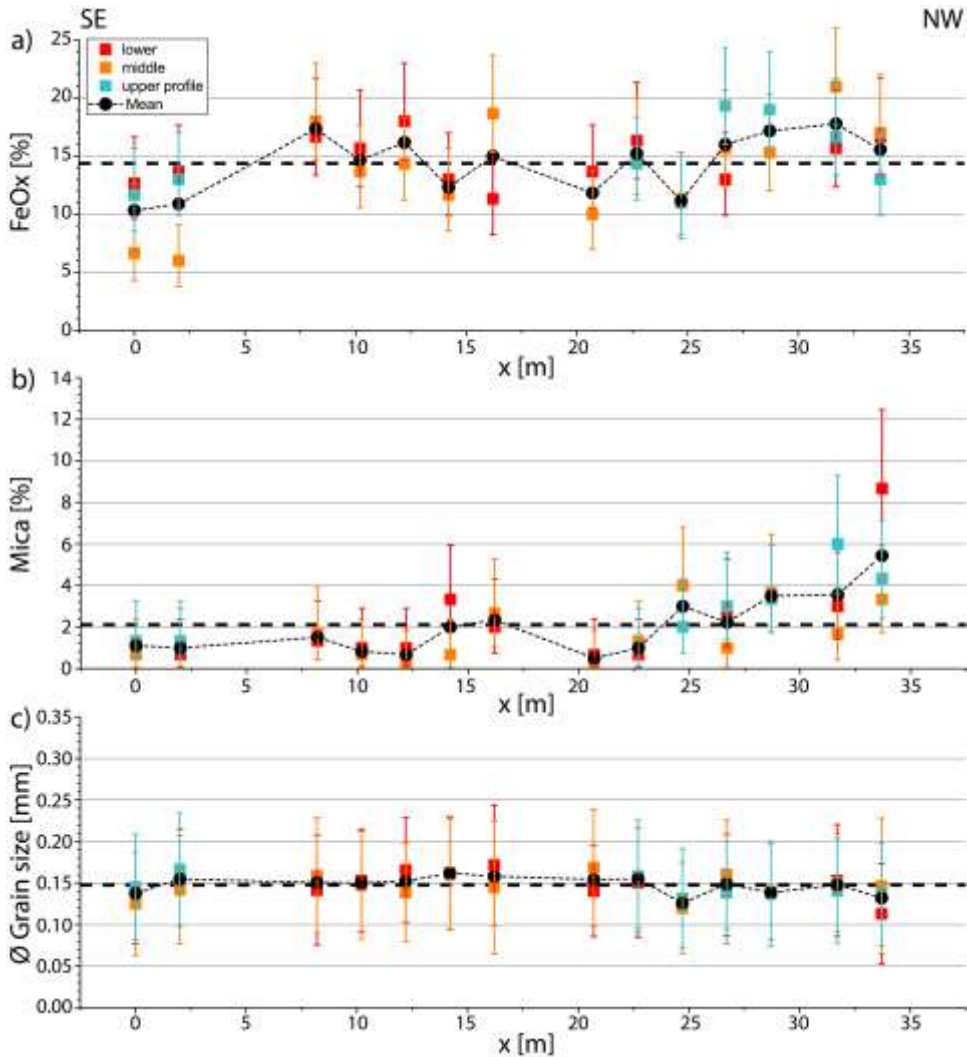 SE NW
a)
FeOx [%]
25
20
15
10
5
0
lower
middle
upper profile
Mean
0 5 10 15 20 25 30 35
x [m]
b)
Mica [%]
14
12
10
8
6
4
2
0
0 5 10 15 20 25 30 35
x [m]
c)
Ø Grain size [mm]
0.35
0.30
0.25
0.20
0.15
0.10
0.05
0.00
0 5 10 15 20 25 30 35
x [m]